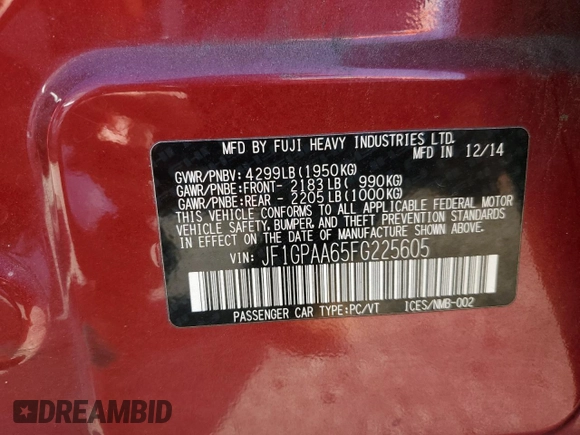 MFD BY FUJI HEAVY INDUSTRIES LTD.
MFD IN 12/14
GVWR/PNBV: 4299LB(1950KG)
GAWR/PNBE:FRONT- 2183LB( 990KG)
GAWR/PNBE:REAR - 2205LB(1000KG)
THIS VEHICLE CONFORMS TO ALL APPLICABLE FEDERAL MOTOR
VEHICLE SAFETY, BUMPER, AND THEFT PREVENTION STANDARDS
IN EFFECT ON THE DATE OF MANUFACTURE SHOWN ABOVE.
VIN: JF1GPAA65FG225605
PASSENGER CAR TYPE:PC/VT ICES/NMB-002
DREAMBID